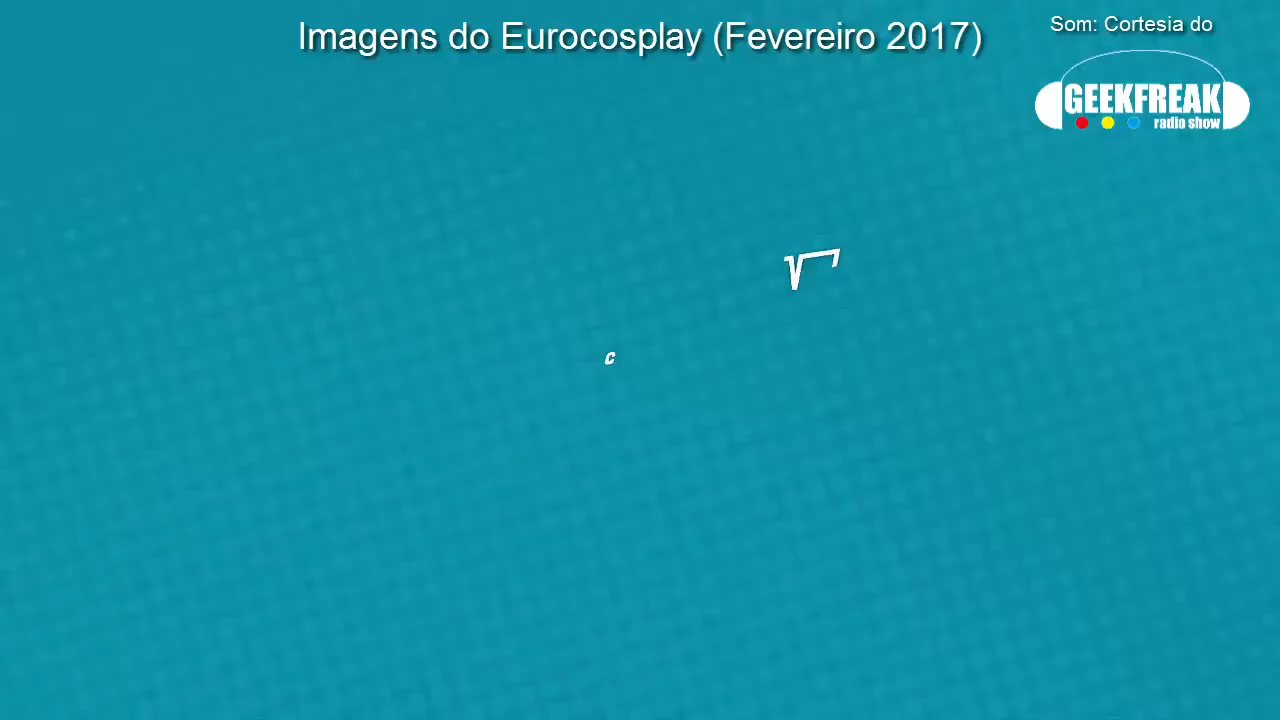 Imagens do Eurocosplay (Fevereiro 2017)
Som: Cortesia do
GEEKFREAK
radio show
c